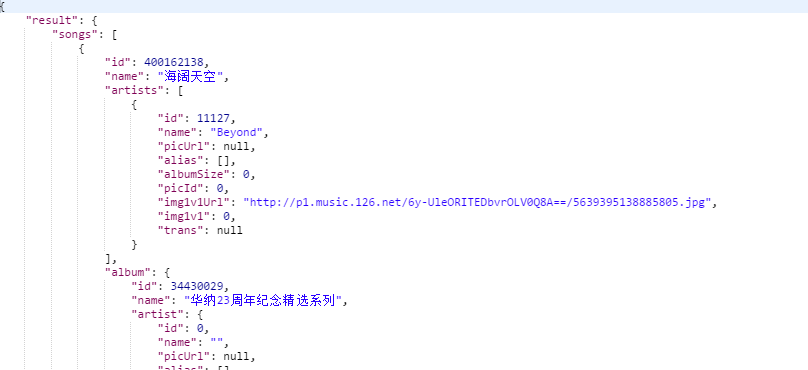 {
"result": {
"songs": [
{
"id": 400162138,
"name": "海阔天空",
"artists": [
{
"id": 11127,
"name": "Beyond",
"picUrl": null,
"alias": [],
"albumSize": 0,
"picId": 0,
"img1v1Url": "http://p1.music.126.net/6y-UleORITEDbvrOLV0Q8A==/5639395138885805.jpg",
"img1v1": 0,
"trans": null
}
],
"album": {
"id": 34430029,
"name": "华纳23周年纪念精选系列",
"artist": {
"id": 0,
"name": "",
"picUrl": null,
"alias": []